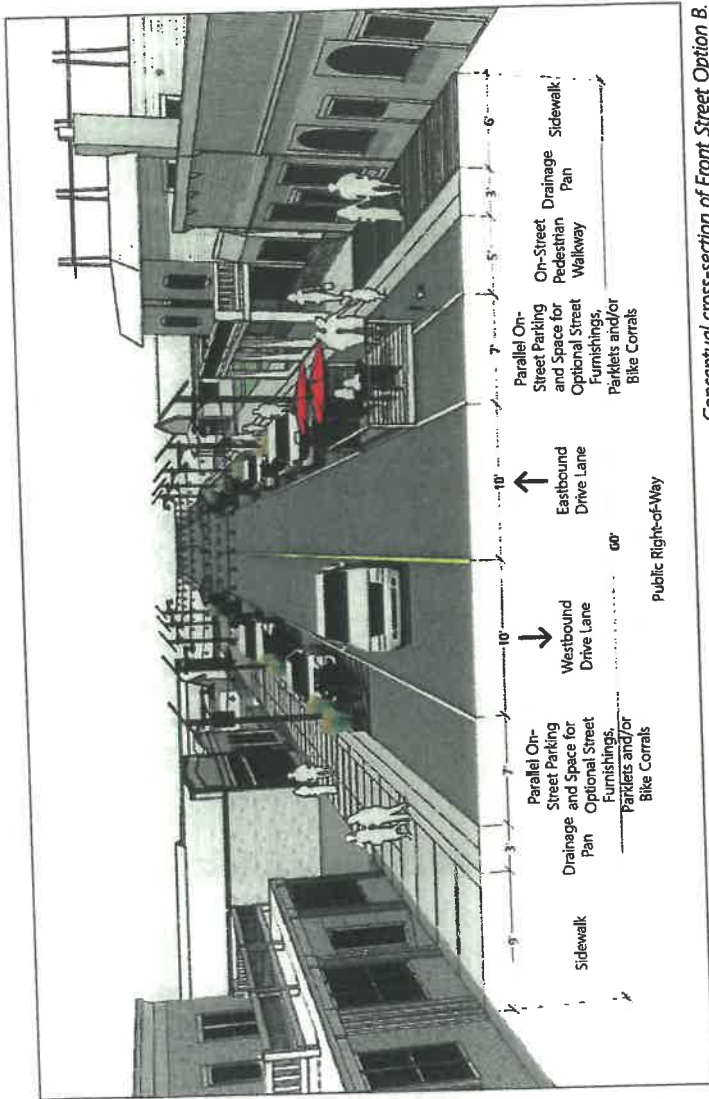 9'
3'
7'
10'
10'
7'
5'
3'
6'
Sidewalk
Drainage
Pan
Parallel On-
Street Parking
and Space for
Optional Street
Furnishings,
Parklets and/or
Bike Corrals
Westbound
Drive Lane
Eastbound
Drive Lane
Parallel On-
Street Parking
and Space for
Optional Street
Furnishings,
Parklets and/or
Bike Corrals
On-Street
Pedestrian
Walkway
Drainage
Pan
Sidewalk
60'
Public Right-of-Way
Conceptual cross-section of Front Street Option B.